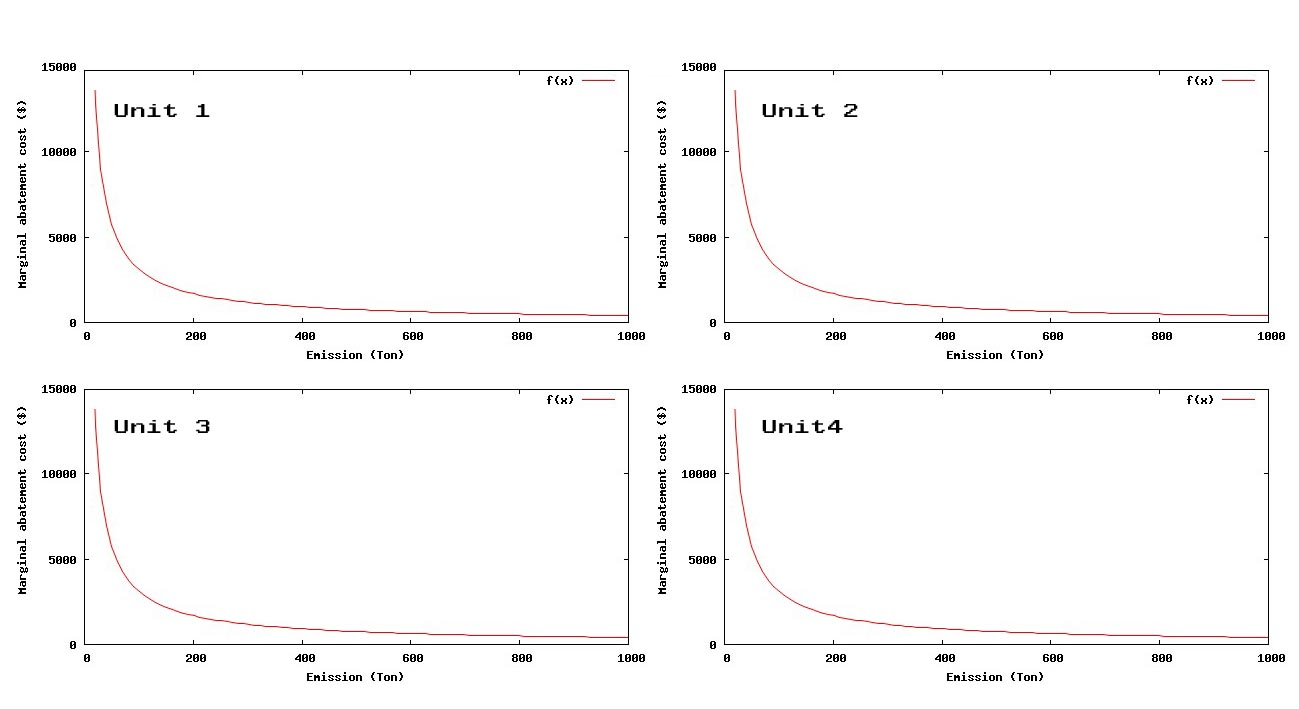 15000
f(x)
Unit 1
10000
Marginal abatement cost ($)
5000
0
0 200 400 600 800 1000
Emission (Ton)
15000
f(x)
Unit 2
10000
Marginal abatement cost ($)
5000
0
0 200 400 600 800 1000
Emission (Ton)
15000
f(x)
Unit 3
10000
Marginal abatement cost ($)
5000
0
0 200 400 600 800 1000
Emission (Ton)
15000
f(x)
Unit4
10000
Marginal abatement cost ($)
5000
0
0 200 400 600 800 1000
Emission (Ton)